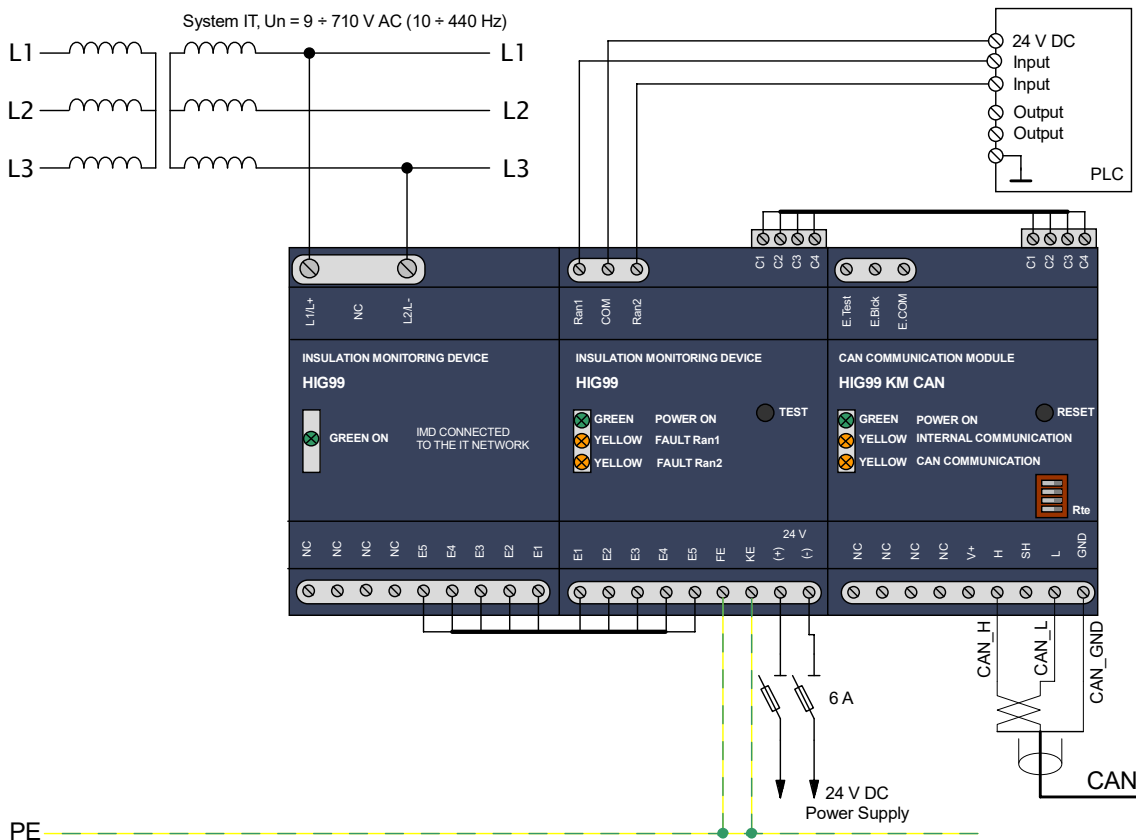 System IT, Un = 9 ÷ 710 V AC (10 ÷ 440 Hz)
L1
L1
L2
L2
L3
L3
24 V DC
Input
Input
Output
Output
PLC
C1
C2
C3
C4
C1
C2
C3
C4
L1/L+
NC
L2/L-
Ran1
COM
Ran2
E.Test
E.Blck
E.COM
INSULATION MONITORING DEVICE
HIG99
GREEN ON
IMD CONNECTED
TO THE IT NETWORK
INSULATION MONITORING DEVICE
HIG99
TEST
GREEN POWER ON
YELLOW FAULT Ran1
YELLOW FAULT Ran2
CAN COMMUNICATION MODULE
HIG99 KM CAN
RESET
GREEN POWER ON
YELLOW INTERNAL COMMUNICATION
YELLOW CAN COMMUNICATION
Rte
NC
NC
NC
NC
E5
E4
E3
E2
E1
E1
E2
E3
E4
E5
FE
KE
24 V
(+)
(-)
NC
NC
NC
NC
V+
H
SH
L
GND
CAN_H
CAN_L
CAN_GND
6 A
24 V DC
Power Supply
CAN
PE